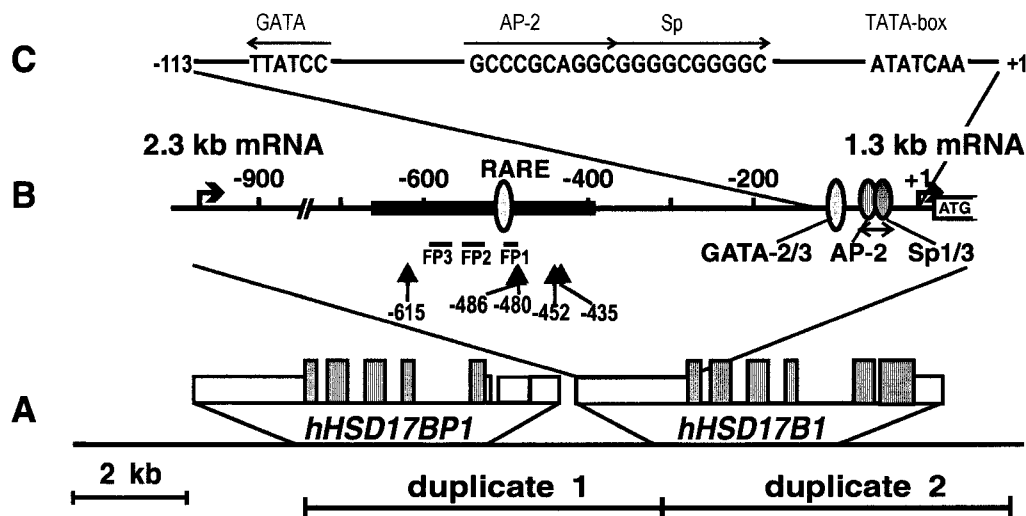 GATA AP-2 Sp TATA-box
C -113 TTATCC GCCCGCAGGCGGGGCGGGGC ATATCAA +1
2.3 kb mRNA 1.3 kb mRNA
RARE
B -900 // -600 -400 -200 +1 ATG
GATA-2/3 AP-2 Sp1/3
FP3 FP2 FP1
-615 -486 -480 -452 -435
A
hHSD17BP1 hHSD17B1
2 kb
duplicate 1 duplicate 2